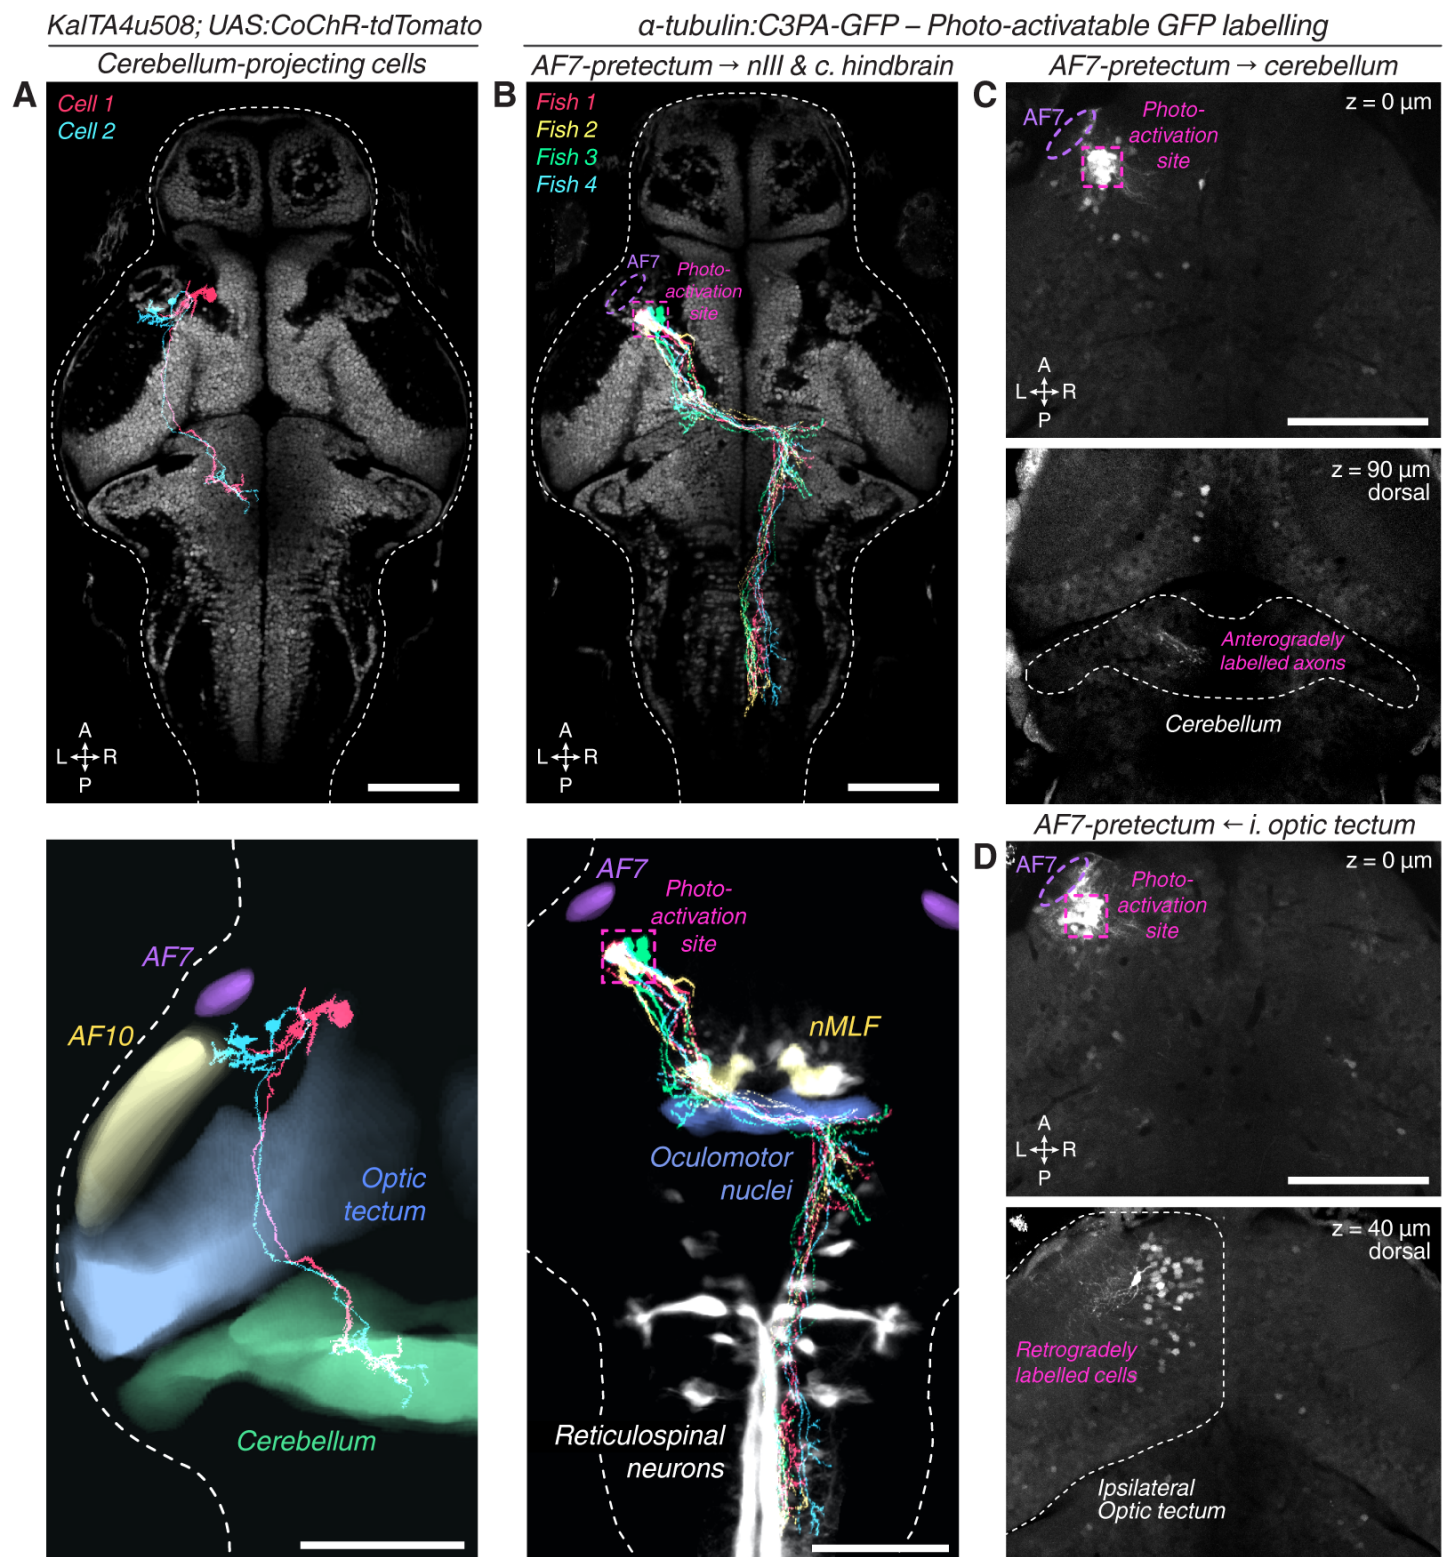 KalTA4u508; UAS:CoChR-tdTomato
Cerebellum-projecting cells
α-tubulin:C3PA-GFP – Photo-activatable GFP labelling
AF7-pretectum → nIII & c. hindbrain
AF7-pretectum → cerebellum
A
Cell 1
Cell 2
A
L R
P
AF7
AF10
Optic
tectum
Cerebellum
B
Fish 1
Fish 2
Fish 3
Fish 4
AF7
Photo-
activation
site
A
L R
P
AF7
Photo-
activation
site
nMLF
Oculomotor
nuclei
Reticulospinal
neurons
C
z = 0 µm
AF7
Photo-
activation
site
A
L R
P
z = 90 µm
dorsal
Anterogradely
labelled axons
Cerebellum
AF7-pretectum ← i. optic tectum
D
z = 0 µm
AF7
Photo-
activation
site
A
L R
P
z = 40 µm
dorsal
Retrogradely
labelled cells
Ipsilateral
Optic tectum